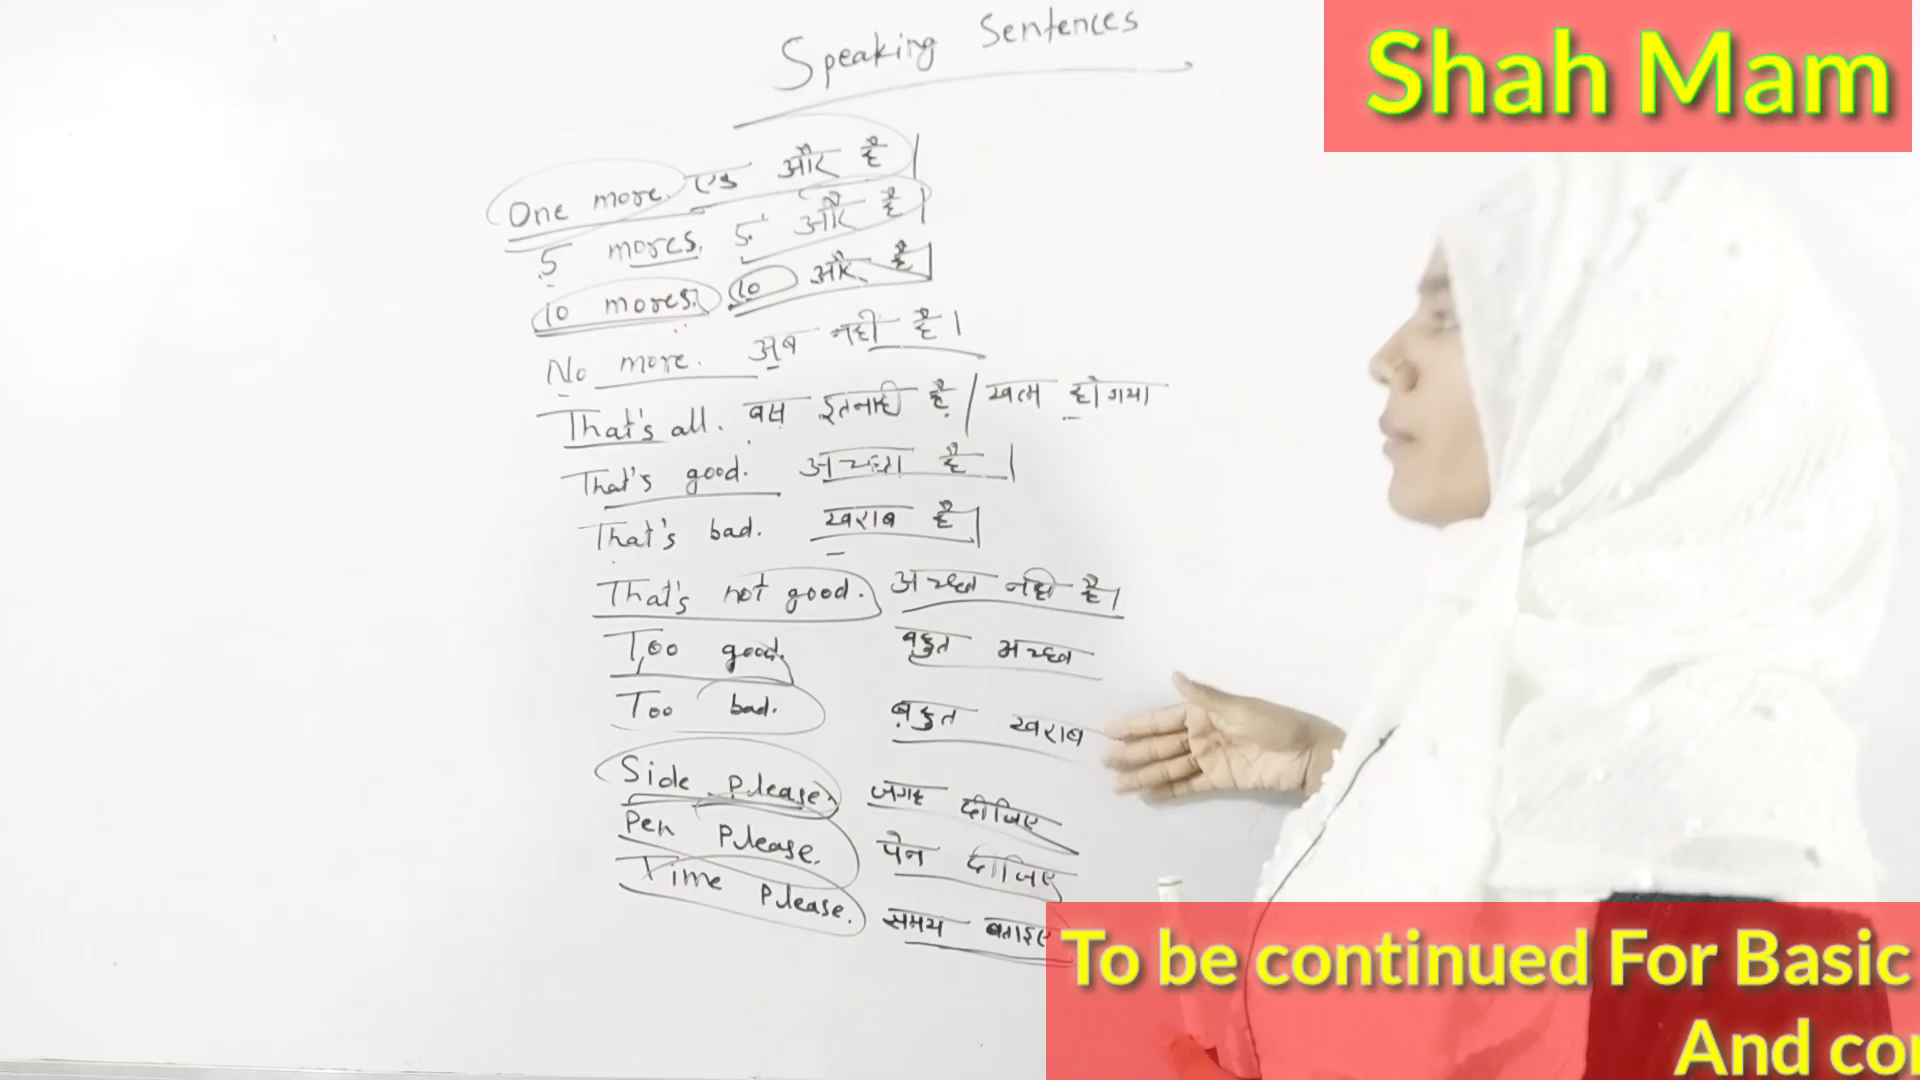 Speaking Sentences
Shah Mam
One more. एक और है|
5 mores. 5 और है|
10 mores. 10 और है|
No more. अब नही है|
That's all. बस इतनाही है / खत्म हो गया
That's good. अच्छा है|
That's bad. खराब है|
That's not good. अच्छा नही है|
Too good. बहुत अच्छा
Too bad. बहुत खराब
Side Please. जगह दीजिए
Pen Please. पेन दीजिए
Time Please. समय बताइए
To be continued For Basic
And con